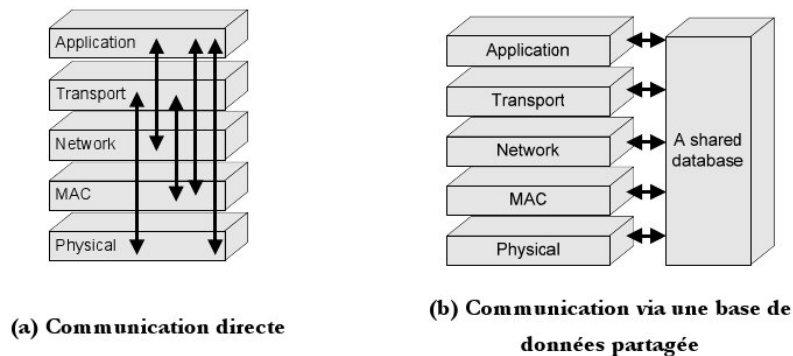 Application
Transport
Network
MAC
Physical
(a) Communication directe
Application
Transport
Network
MAC
Physical
A shared
database
(b) Communication via une base de
données partagée